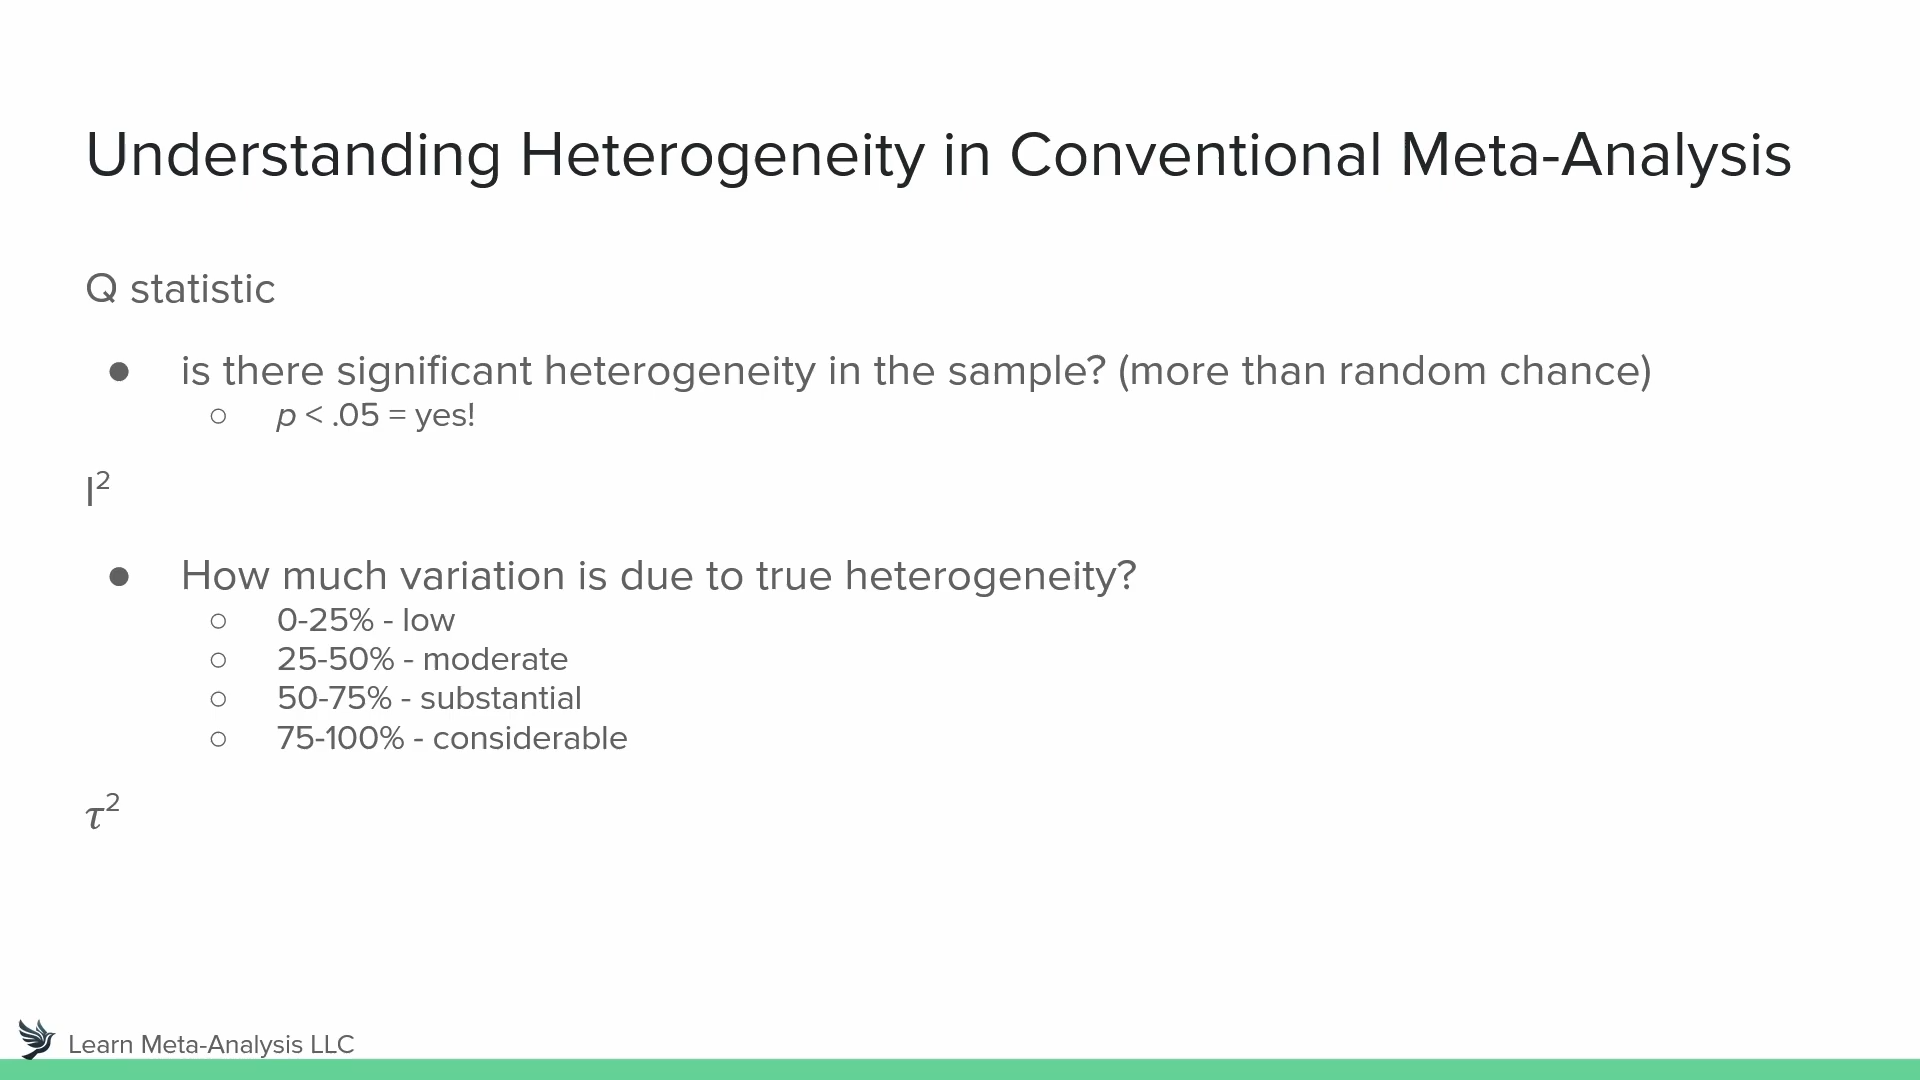 Understanding Heterogeneity in Conventional Meta-Analysis
Q statistic
● is there significant heterogeneity in the sample? (more than random chance)
○ p < .05 = yes!
I²
● How much variation is due to true heterogeneity?
○ 0-25% - low
○ 25-50% - moderate
○ 50-75% - substantial
○ 75-100% - considerable
τ²
Learn Meta-Analysis LLC